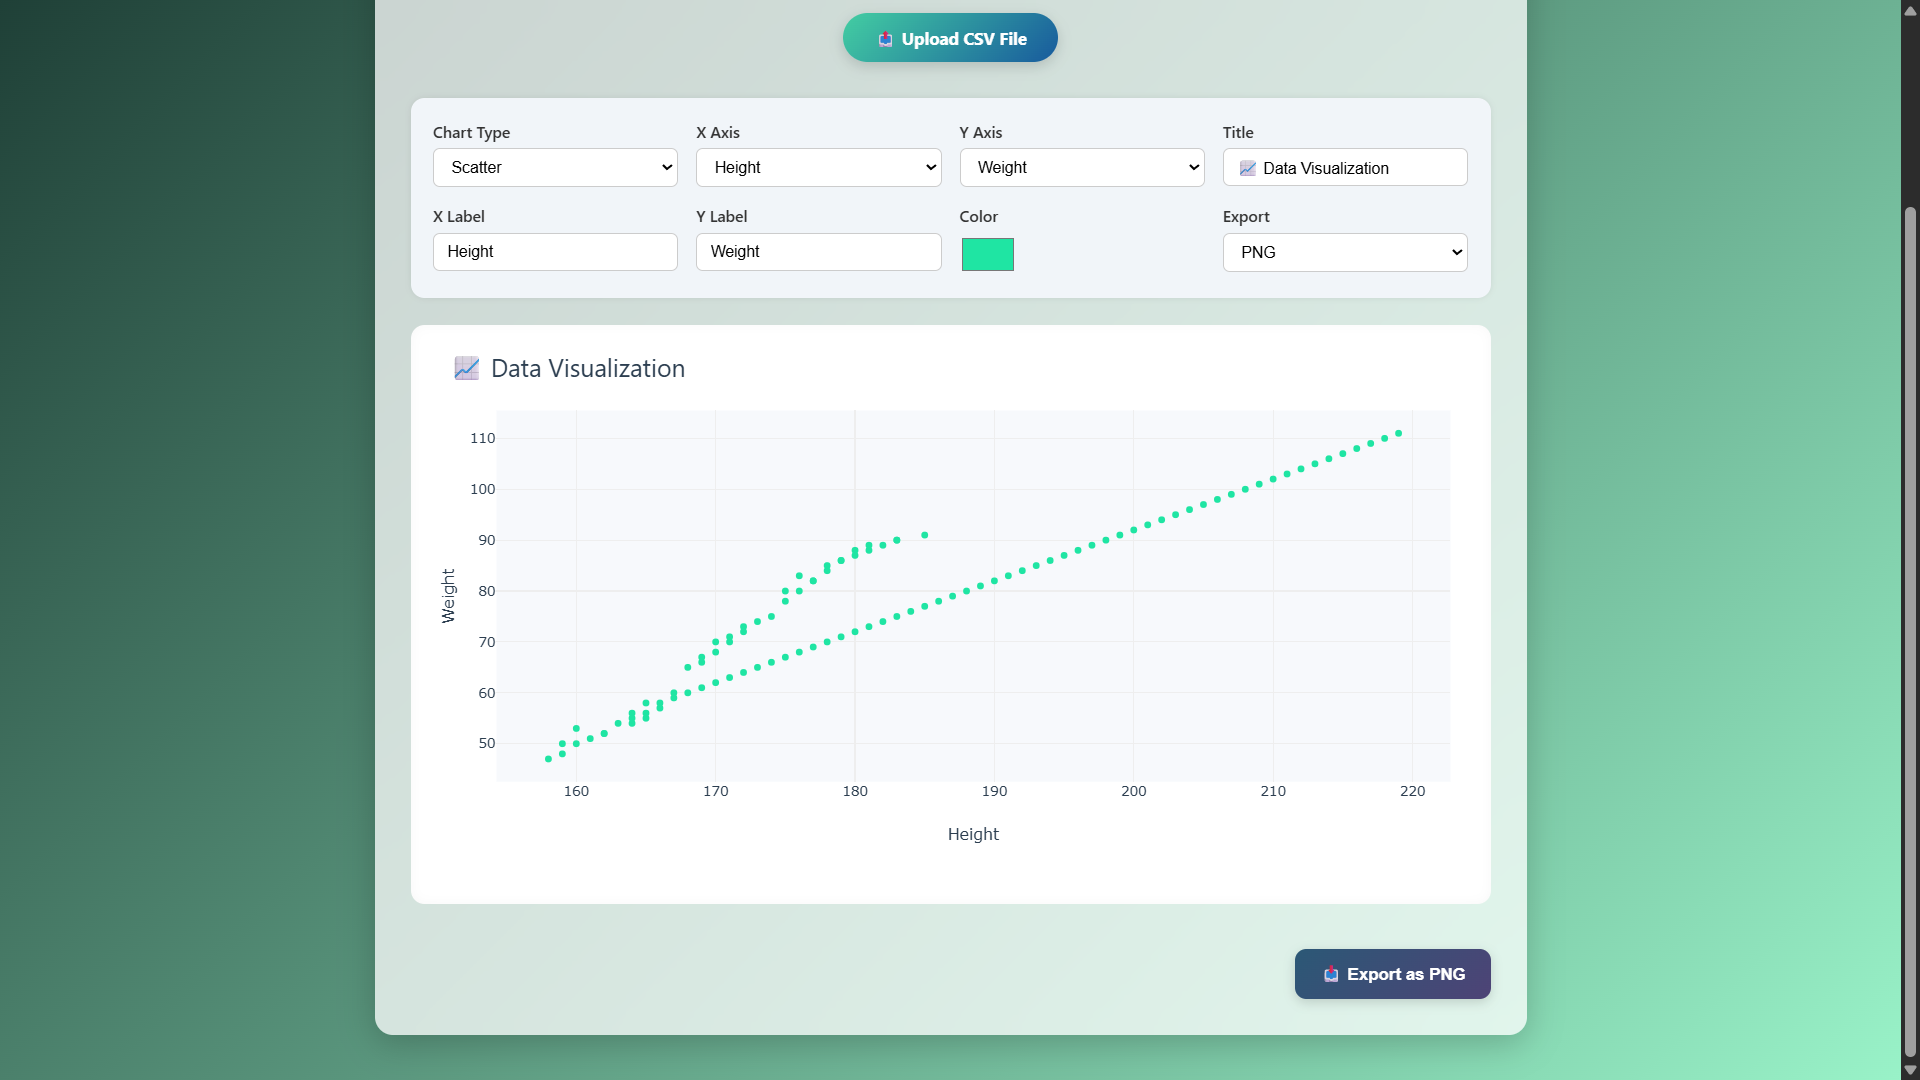 Upload CSV File
Chart Type
X Axis
Y Axis
Title
Scatter
Height
Weight
Data Visualization
X Label
Y Label
Color
Export
Height
Weight
PNG
Data Visualization
110
100
90
80
70
60
50
Weight
160 170 180 190 200 210 220
Height
Export as PNG